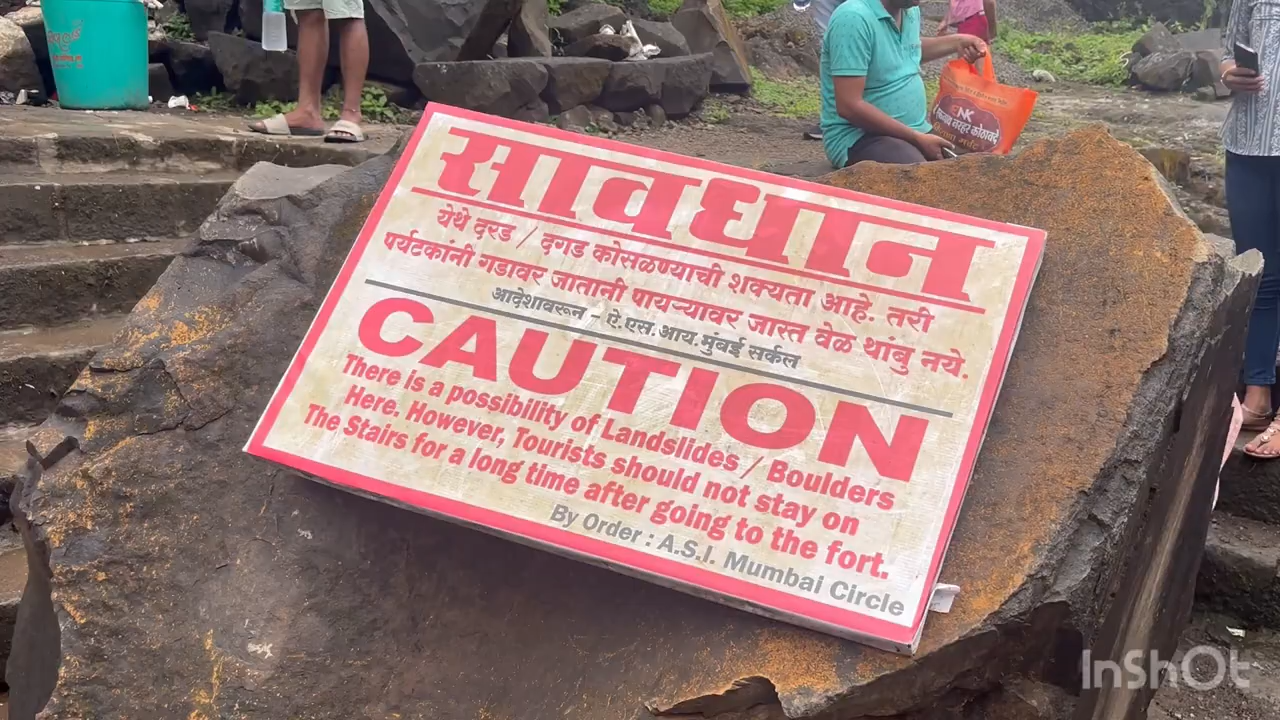 सावधान
येथे दरड / दगड कोसळण्याची शक्यता आहे. तरी
पर्यटकांनी गडावर जातानी पायऱ्यावर जास्त वेळ थांबु नये.
आदेशावरून – ऐ.एस.आय.मुंबई सर्कल
CAUTION
There is a possibility of Landslides / Boulders
Here. However, Tourists should not stay on
The Stairs for a long time after going to the fort.
By Order : A.S.I. Mumbai Circle
InShOt